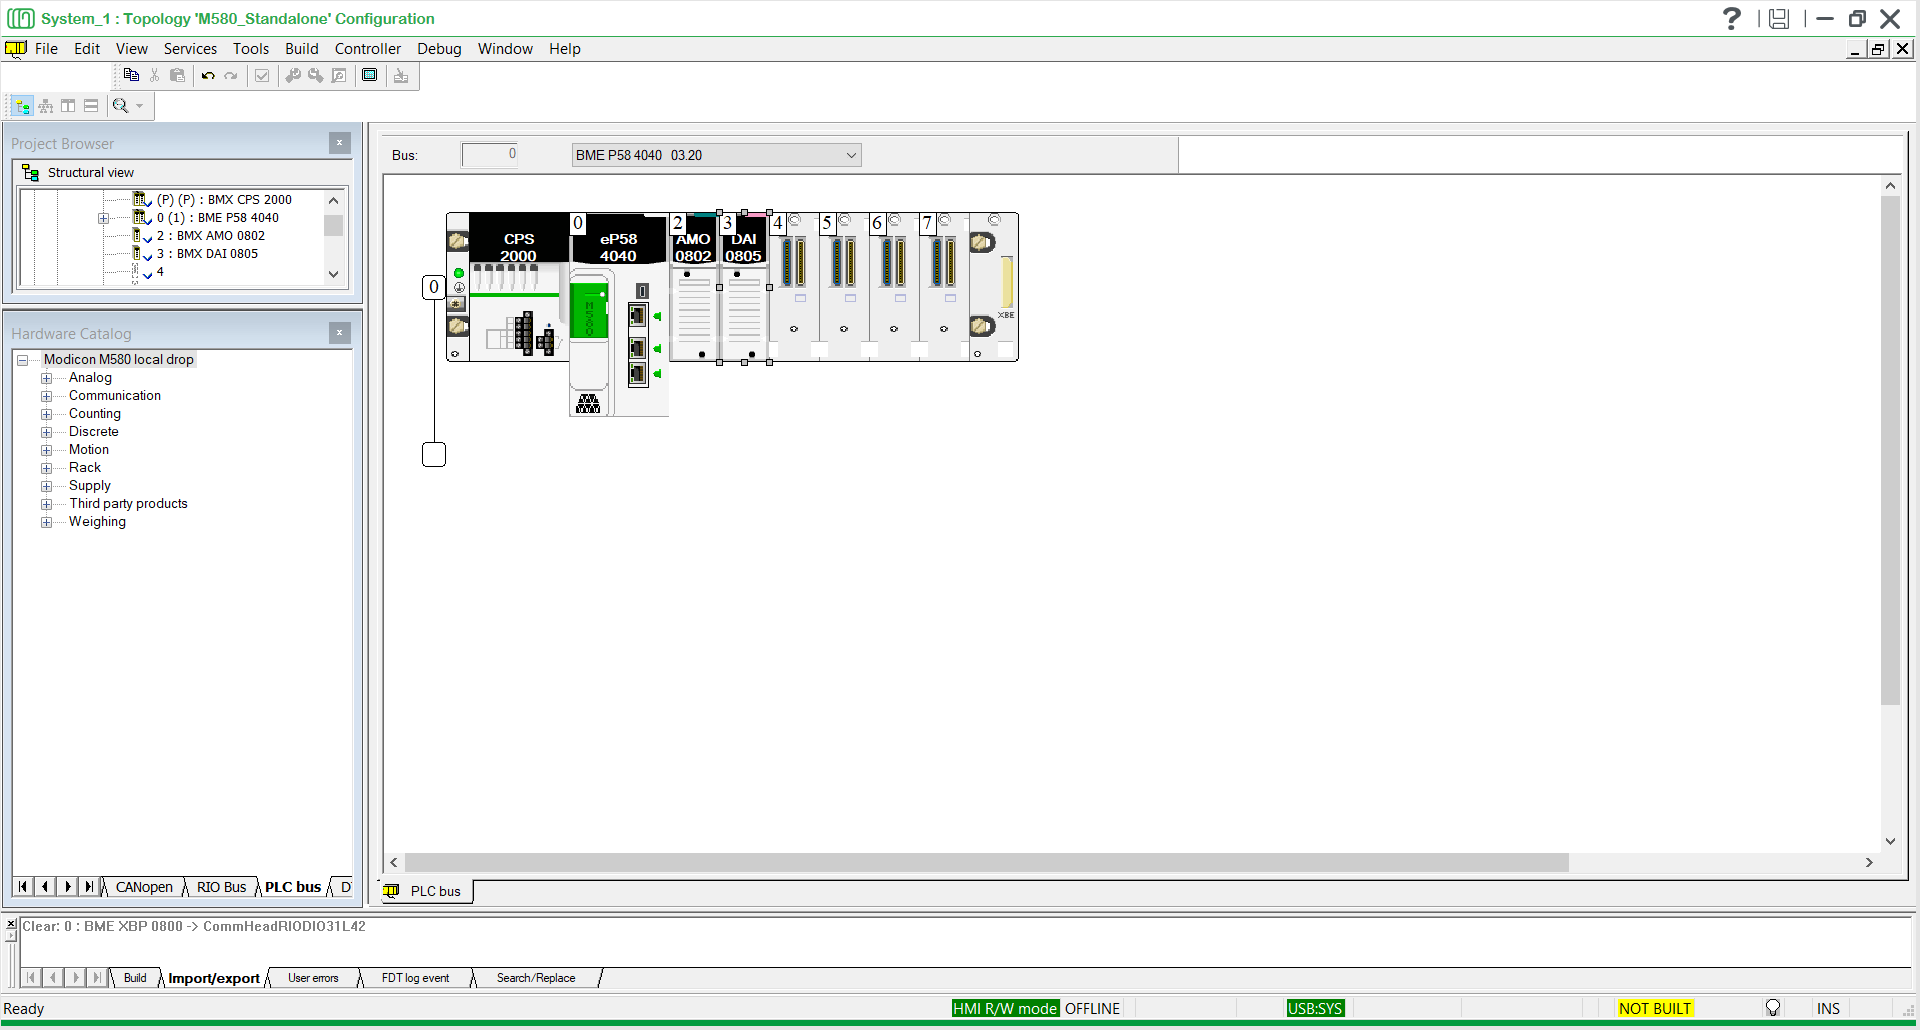 System_1 : Topology 'M580_Standalone' Configuration
File Edit View Services Tools Build Controller Debug Window Help
Project Browser
Structural view
(P) (P) : BMX CPS 2000
0 (1) : BME P58 4040
2 : BMX AMO 0802
3 : BMX DAI 0805
4
Hardware Catalog
Modicon M580 local drop
Analog
Communication
Counting
Discrete
Motion
Rack
Supply
Third party products
Weighing
CANopen RIO Bus PLC bus D
Bus: 0 BME P58 4040 03.20
0 2 3 4 5 6 7
CPS 2000
eP58 4040
AMO 0802
DAI 0805
0
M580
XBE
PLC bus
Clear: 0 : BME XBP 0800 -> CommHeadRIODIO31L42
Build Import/export User errors FDT log event Search/Replace
Ready HMI R/W mode OFFLINE USB:SYS NOT BUILT INS